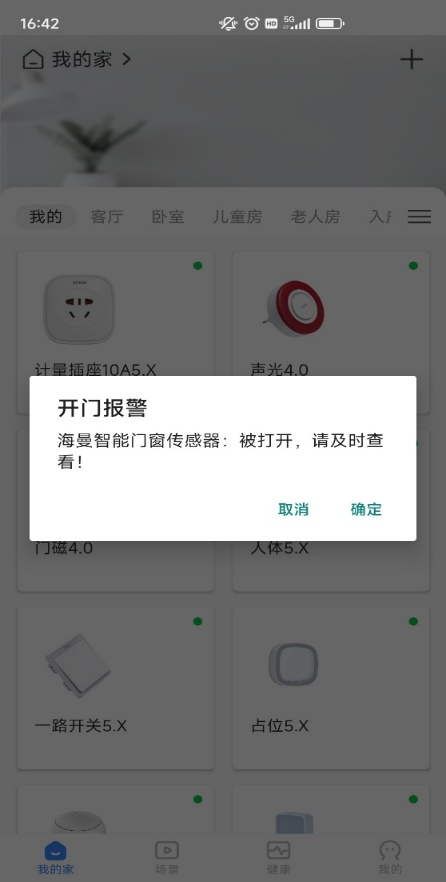 16:42
HD 5G
我的家
我的 客厅 卧室 儿童房 老人房 入
计量插座10A5.X 声光4.0
开门报警
海曼智能门窗传感器：被打开，请及时查
看！
取消 确定
门磁4.0 人体5.X
一路开关5.X 占位5.X
我的家 场景 健康 我的